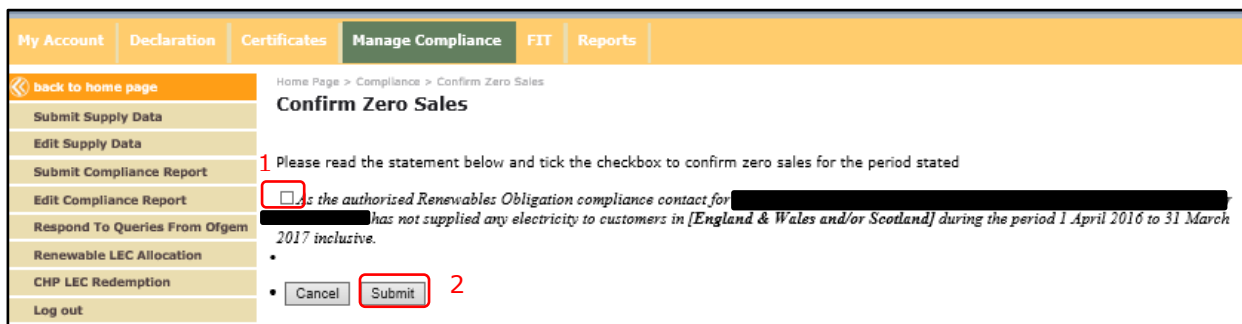 My Account Declaration Certificates Manage Compliance FIT Reports
back to home page
Submit Supply Data
Edit Supply Data
Submit Compliance Report
Edit Compliance Report
Respond To Queries From Ofgem
Renewable LEC Allocation
CHP LEC Redemption
Log out
Home Page > Compliance > Confirm Zero Sales
Confirm Zero Sales
1 Please read the statement below and tick the checkbox to confirm zero sales for the period stated
As the authorised Renewables Obligation compliance contact for
has not supplied any electricity to customers in [England & Wales and/or Scotland] during the period 1 April 2016 to 31 March
2017 inclusive.
Cancel Submit 2